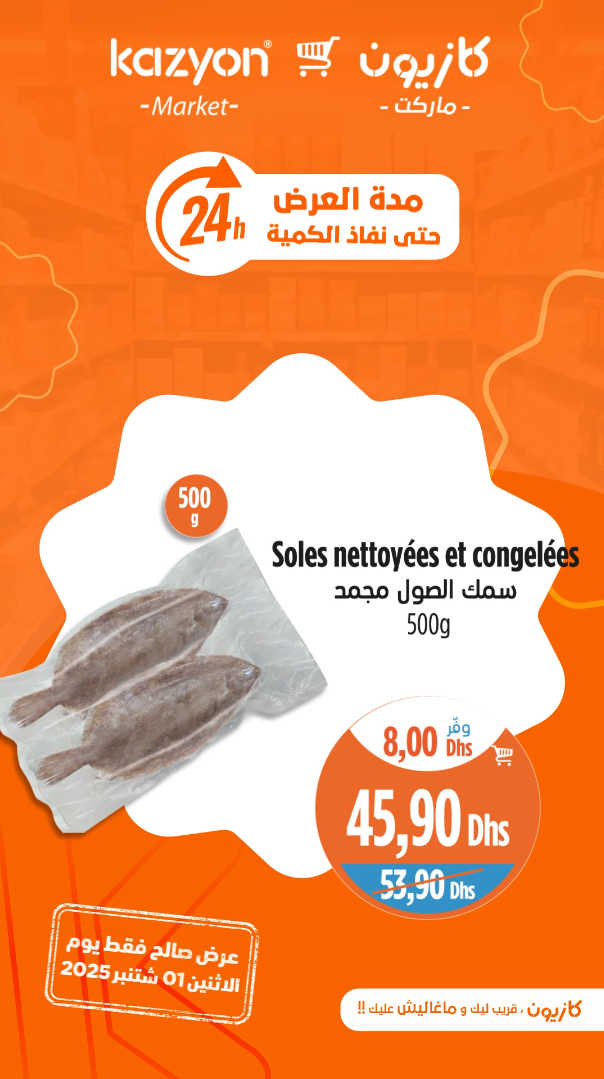 kazyon® كازيون
-Market- - ماركت -
24h
مدة العرض
حتى نفاذ الكمية
500
g
Soles nettoyées et congelées
سمك الصول مجمد
500g
وفّر
8,00 Dhs
45,90 Dhs
53,90 Dhs
عرض صالح فقط يوم
الاثنين 01 شتنبر 2025
كازيون ، قريب ليك و ماغاليش عليك !!